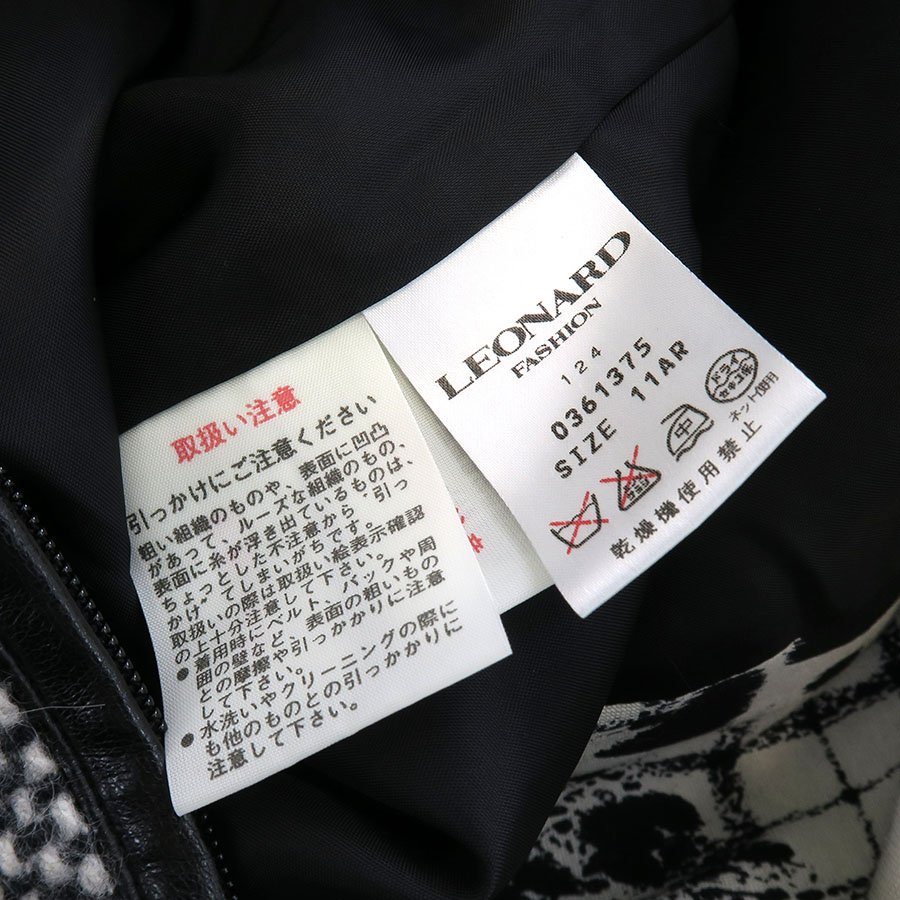 取扱い注意
引っかけにご注意ください
粗い組織のものや、表面に凹凸
があって、ルーズな組織のもの、
表面に糸が浮き出ているものは、
ちょっとした不注意から、引っ
かけてしまいがちです。
取扱いの際は取扱い絵表示確認
の上十分注意して下さい。
●着用時にベルト、バックや周
囲の壁など、表面の粗いもの
との摩擦や引っかかりに注意
して下さい。
●水洗いやクリーニングの際に
も他のものとの引っかかりに
注意して下さい。
LEONARD
FASHION
124
0361375
SIZE 11AR
エンソサラシ
中
ドライ
セキユ系
ネット使用
乾燥機使用禁止